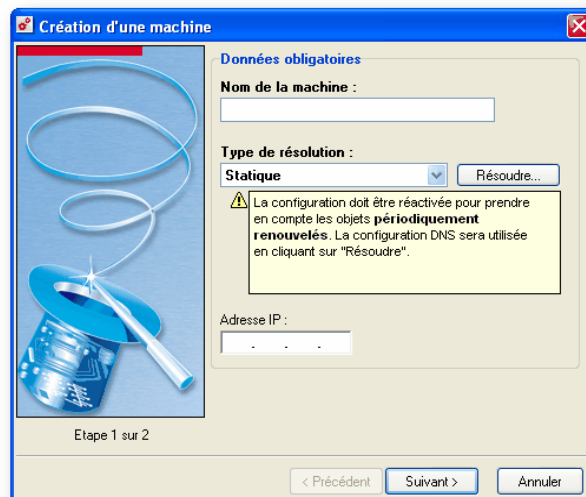 Création d'une machine
Données obligatoires
Nom de la machine :
Type de résolution :
Statique
Résoudre...
La configuration doit être réactivée pour prendre
en compte les objets périodiquement
renouvelés. La configuration DNS sera utilisée
en cliquant sur "Résoudre".
Adresse IP :
. . .
Etape 1 sur 2
< Précédent
Suivant >
Annuler